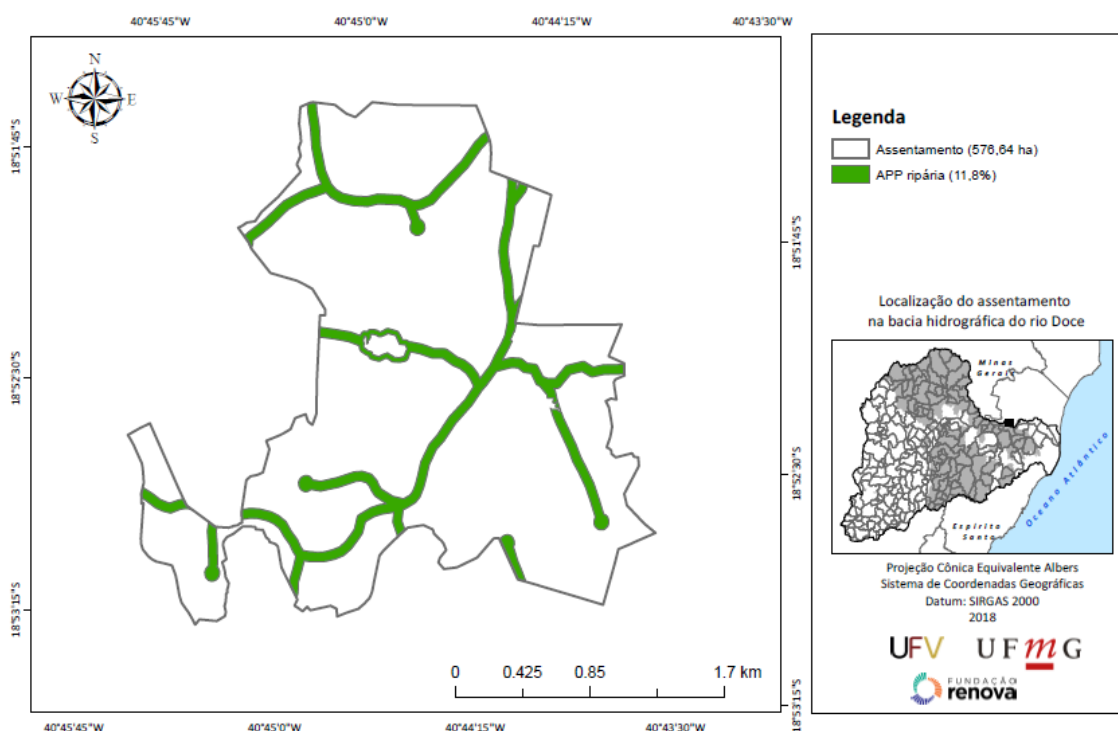 40°45'45"W
40°45'0"W
40°44'15"W
40°43'30"W
N
W
E
S
18°51'45"S
18°52'30"S
18°53'15"S
18°51'45"S
18°52'30"S
18°53'15"S
0
0.425
0.85
1.7 km
40°45'45"W
40°45'0"W
40°44'15"W
40°43'30"W
Legenda
Assentamento (576,64 ha)
APP ripária (11,8%)
Localização do assentamento
na bacia hidrográfica do rio Doce
Minas
Gerais
Oceano Atlântico
Espírito
Santo
Projeção Cônica Equivalente Albers
Sistema de Coordenadas Geográficas
Datum: SIRGAS 2000
2018
UFV
UFmG
FUNDAÇÃO
renova